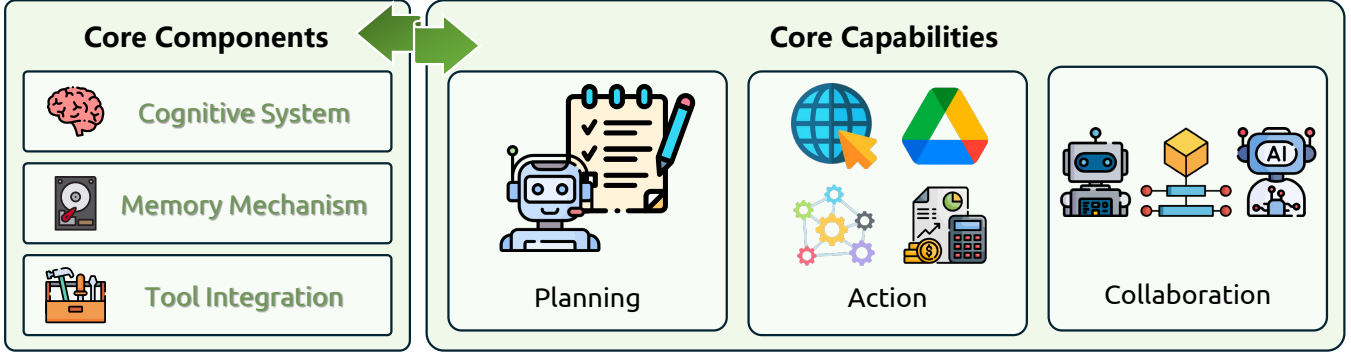 Core Components
Cognitive System
Memory Mechanism
Tool Integration
Core Capabilities
Planning
Action
AI
Collaboration